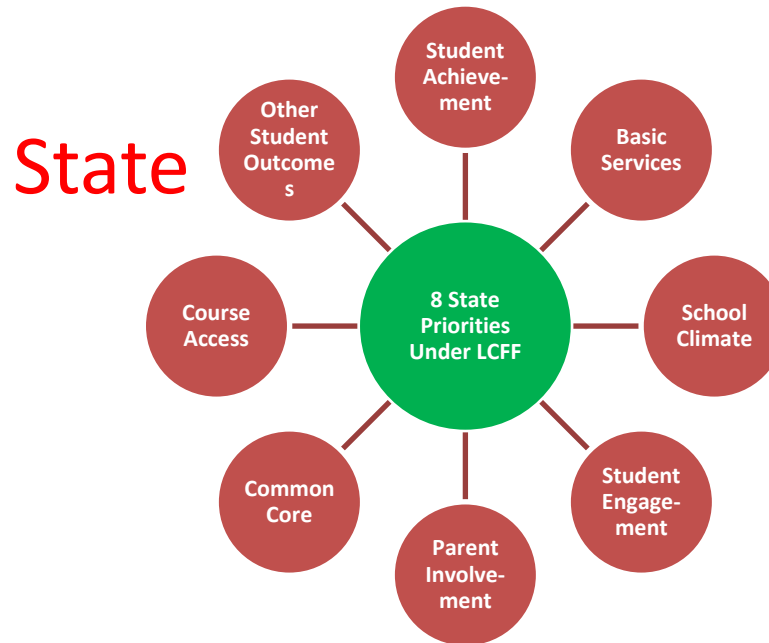 State
Student
Achieve-
ment
Basic
Services
School
Climate
Student
Engage-
ment
Parent
Involve-
ment
Common
Core
Course
Access
Other
Student
Outcome
s
8 State
Priorities
Under LCFF